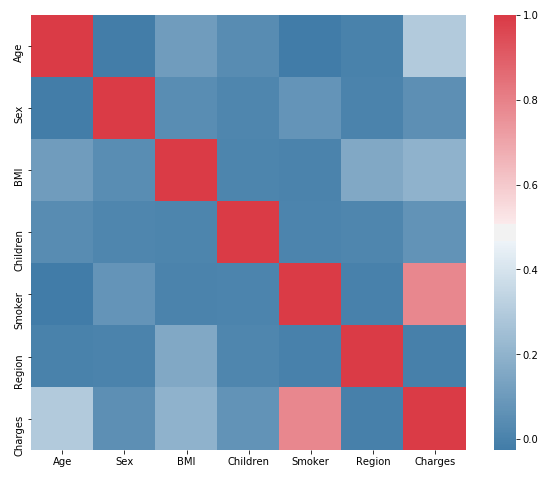 Age
Sex
BMI
Children
Smoker
Region
Charges
Age Sex BMI Children Smoker Region Charges
1.0
0.8
0.6
0.4
0.2
0.0